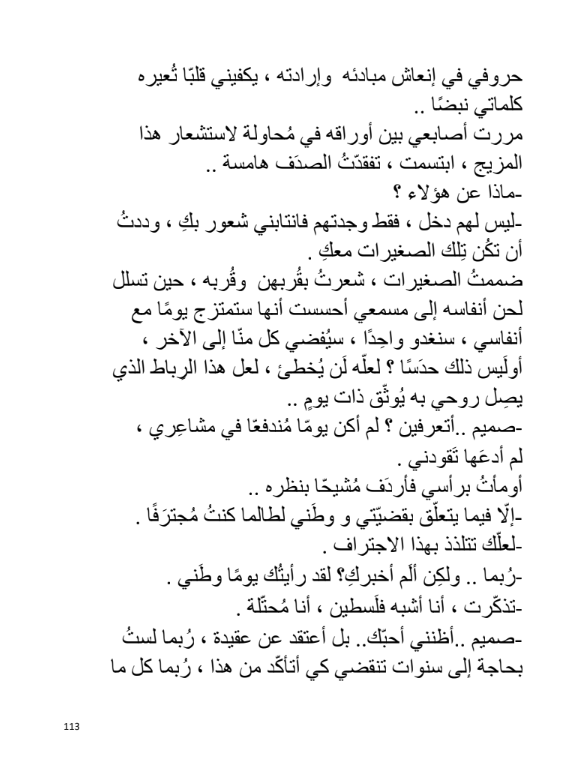 حروفي في إنعاش مبادئه  وإرادته ، يكفيني قلبًا تُعيره
كلماتي نبضًا ..
مررت أصابعي بين أوراقه في مُحاولة لاستشعار هذا
المزيج ، ابتسمت ، تفقدّتُ الصدَف هامسة ..
-ماذا عن هؤلاء ؟
-ليس لهم دخل ، فقط وجدتهم فانتابني شعور بكِ ، وددتُ
أن تكُن تِلك الصغيرات معكِ .
ضممتُ الصغيرات ، شعرتُ بقُربهن  وقُربه ، حين تسلل
لحن أنفاسه إلى مسمعي أحسست أنها ستمتزج يومًا مع
أنفاسي ، سنغدو واحِدًا ، سيُفضي كل منّا إلى الآخر ،
أولَيس ذلك حدَسًا ؟ لعلّه لَن يُخطئ ، لعل هذا الرِباط الذي
يصِل روحي به يُوثّق ذات يومٍ ..
-صميم ..أتعرفين ؟ لم أكن يومًا مُندفعًا في مشاعِري ،
لم أدعَها تَقودني .
أومأتُ برأسي فأردَف مُشيحًا بنظره ..
-إلّا فيما يتعلّق بقضيّتي و وطَني لطالما كنتُ مُجترَفًا .
-لعلّك تتلذذ بهذا الاجتراف .
-رُبما .. ولكِن ألَم أخبركِ؟ لقد رأيتُك يومًا وطَني .
-تذكّرت ، أنا أشبه فلَسطين ، أنا مُحتّلة .
-صميم ..أظنني أحبّك.. بل أعتقد عن عقيدة ، رُبما لستُ
بحاجة إلى سنوات تنقضي كي أتأكّد من هذا ، رُبما كل ما
113